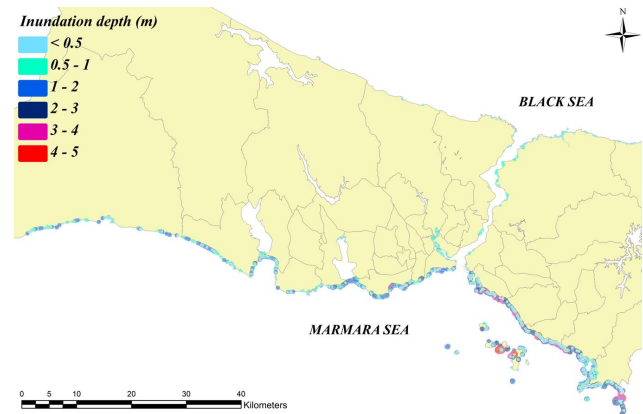 Inundation depth (m)
< 0.5
0.5 - 1
1 - 2
2 - 3
3 - 4
4 - 5
N
BLACK SEA
MARMARA SEA
0 5 10 20 30 40
Kilometers